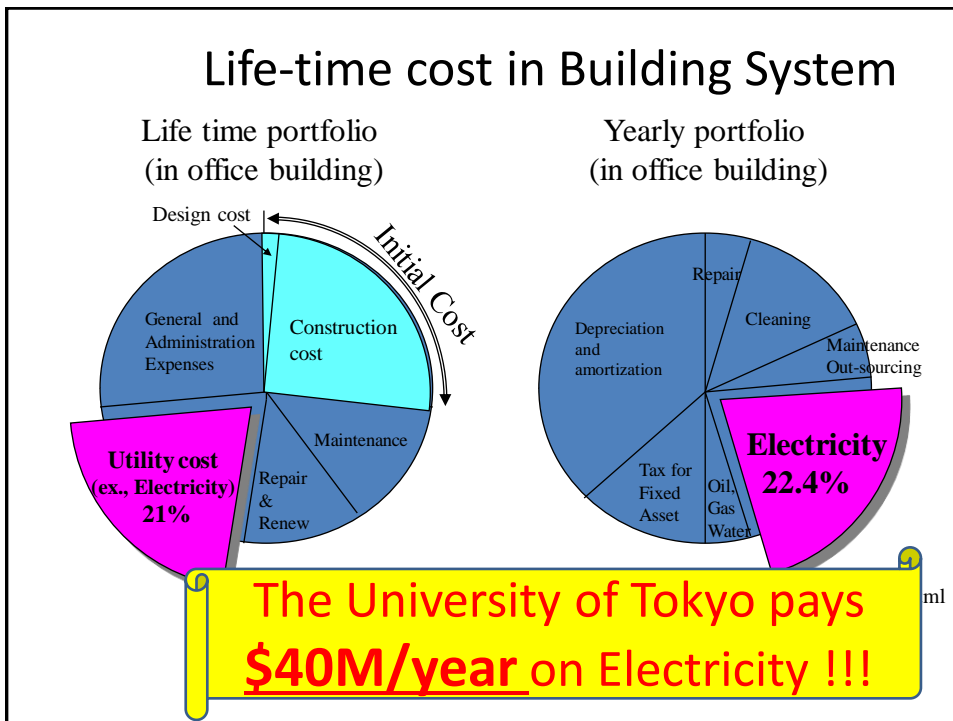 Life-time cost in Building System
Life time portfolio
(in office building)
Yearly portfolio
(in office building)
Design cost
Initial Cost
General and
Administration
Expenses
Construction
cost
Maintenance
Repair
&
Renew
Utility cost
(ex., Electricity)
21%
Repair
Cleaning
Maintenance
Out-sourcing
Depreciation
and
amortization
Electricity
22.4%
Tax for
Fixed
Asset
Oil,
Gas
Water
ml
The University of Tokyo pays
$40M/year on Electricity !!!